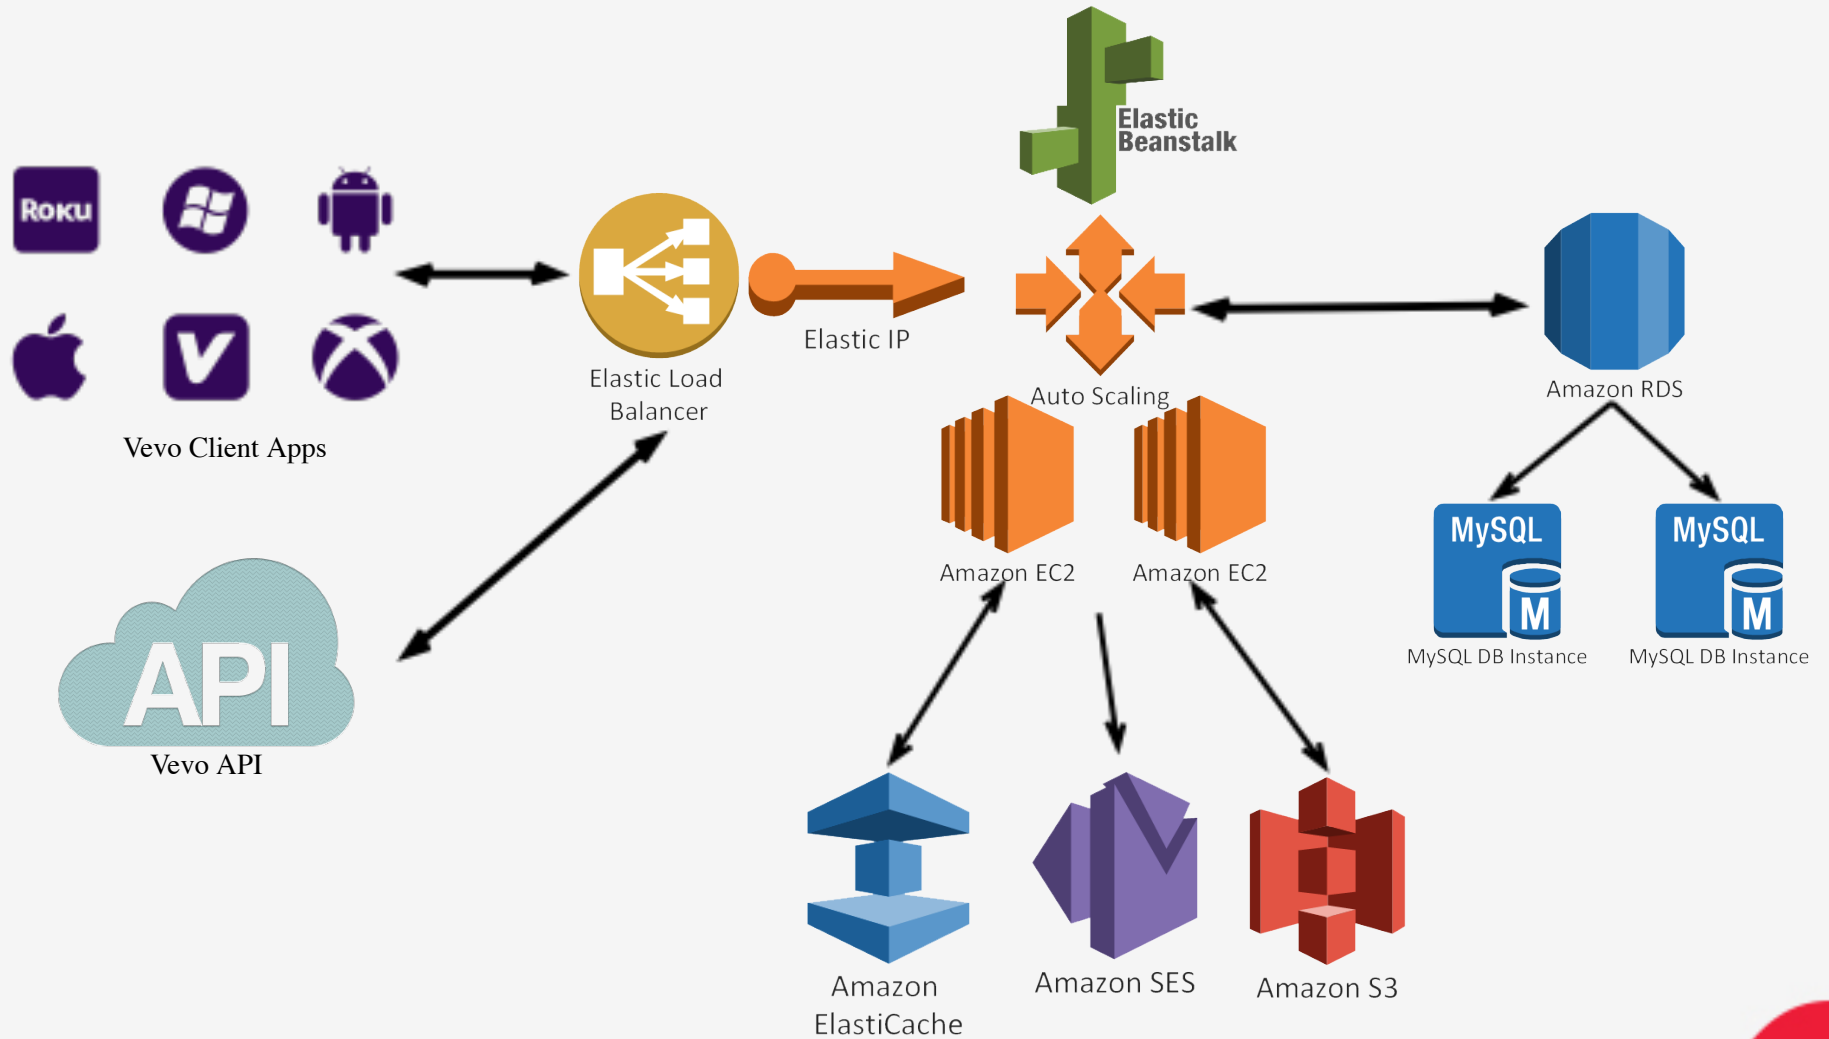 Elastic
Beanstalk
ROKU
V
Elastic IP
Elastic Load
Balancer
Auto Scaling
Amazon RDS
Vevo Client Apps
Amazon EC2
Amazon EC2
MySQL
M
MySQL DB Instance
MySQL
M
MySQL DB Instance
API
Vevo API
Amazon
ElastiCache
Amazon SES
Amazon S3